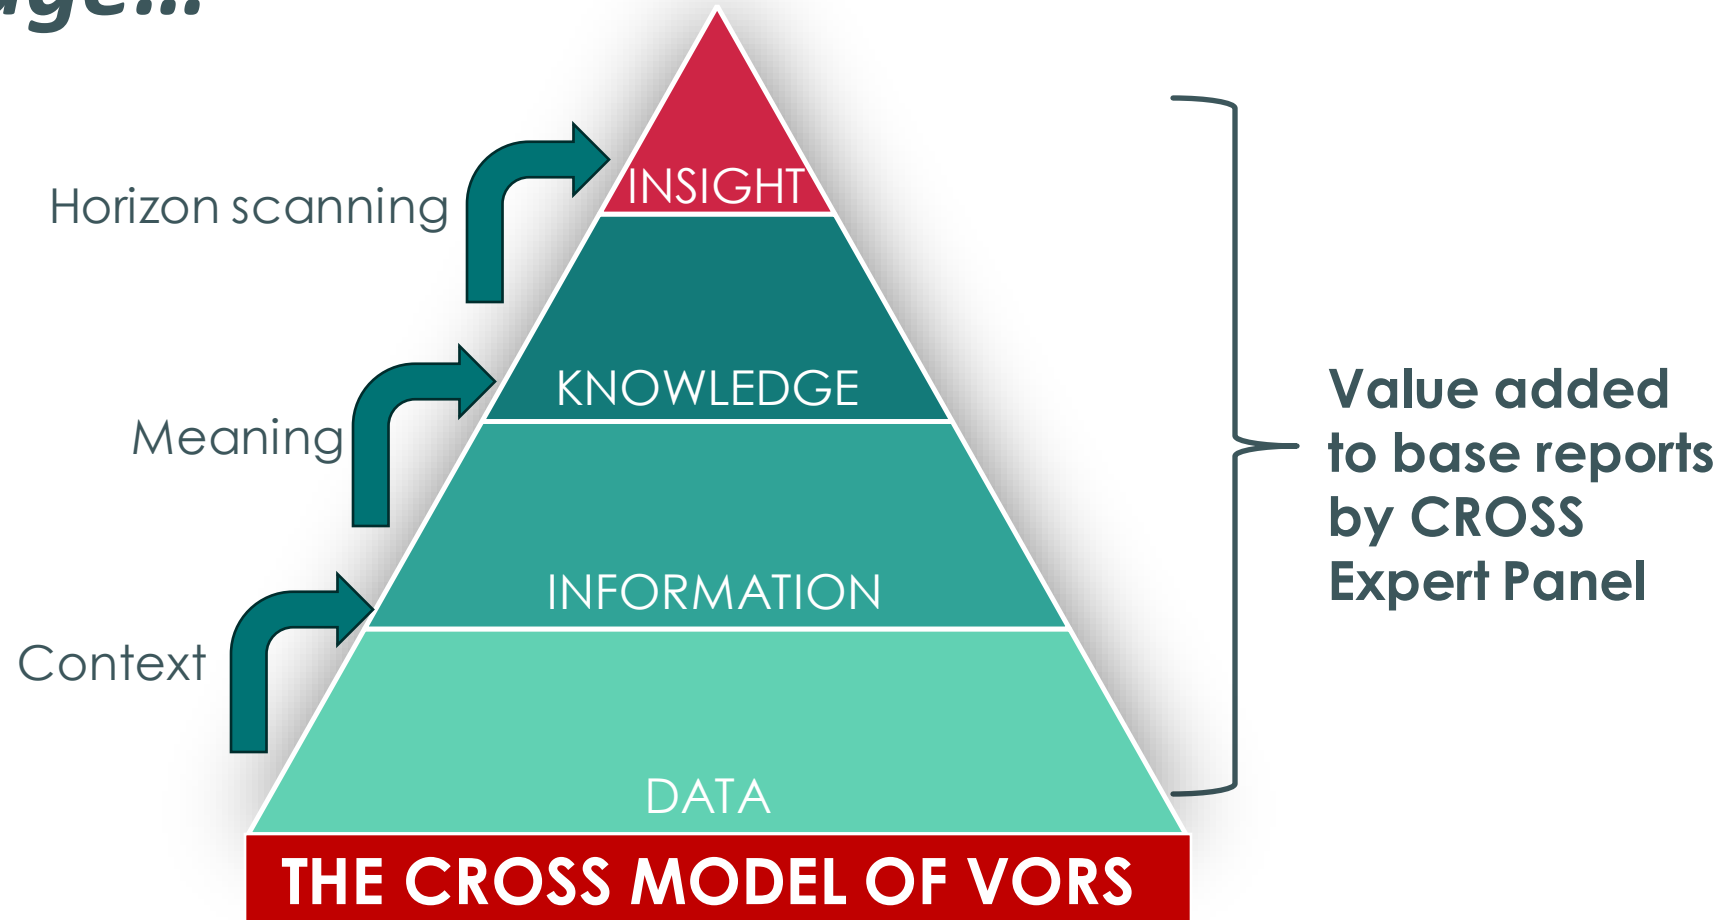 INSIGHT
Horizon scanning
KNOWLEDGE
Meaning
INFORMATION
Context
DATA
Value added
to base reports
by CROSS
Expert Panel
THE CROSS MODEL OF VORS